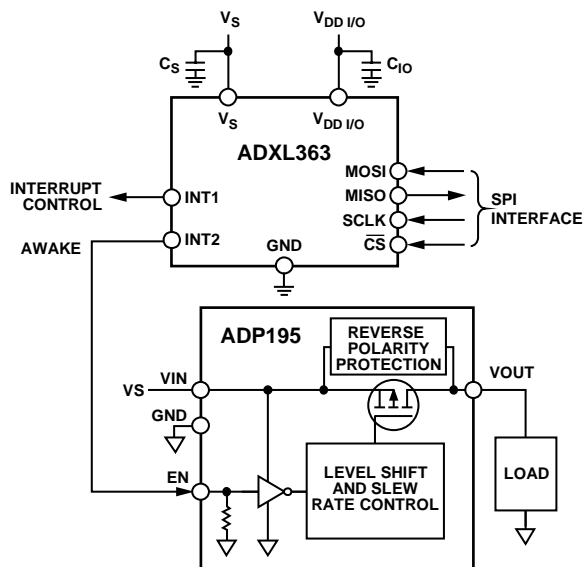 VS
VDD I/O
CS
CIO
VS
VDD I/O
ADXL363
MOSI
MISO
SCLK
CS
SPI
INTERFACE
INTERRUPT
CONTROL
INT1
INT2
AWAKE
GND
ADP195
REVERSE
POLARITY
PROTECTION
VS
VIN
VOUT
GND
EN
LEVEL SHIFT
AND SLEW
RATE CONTROL
LOAD